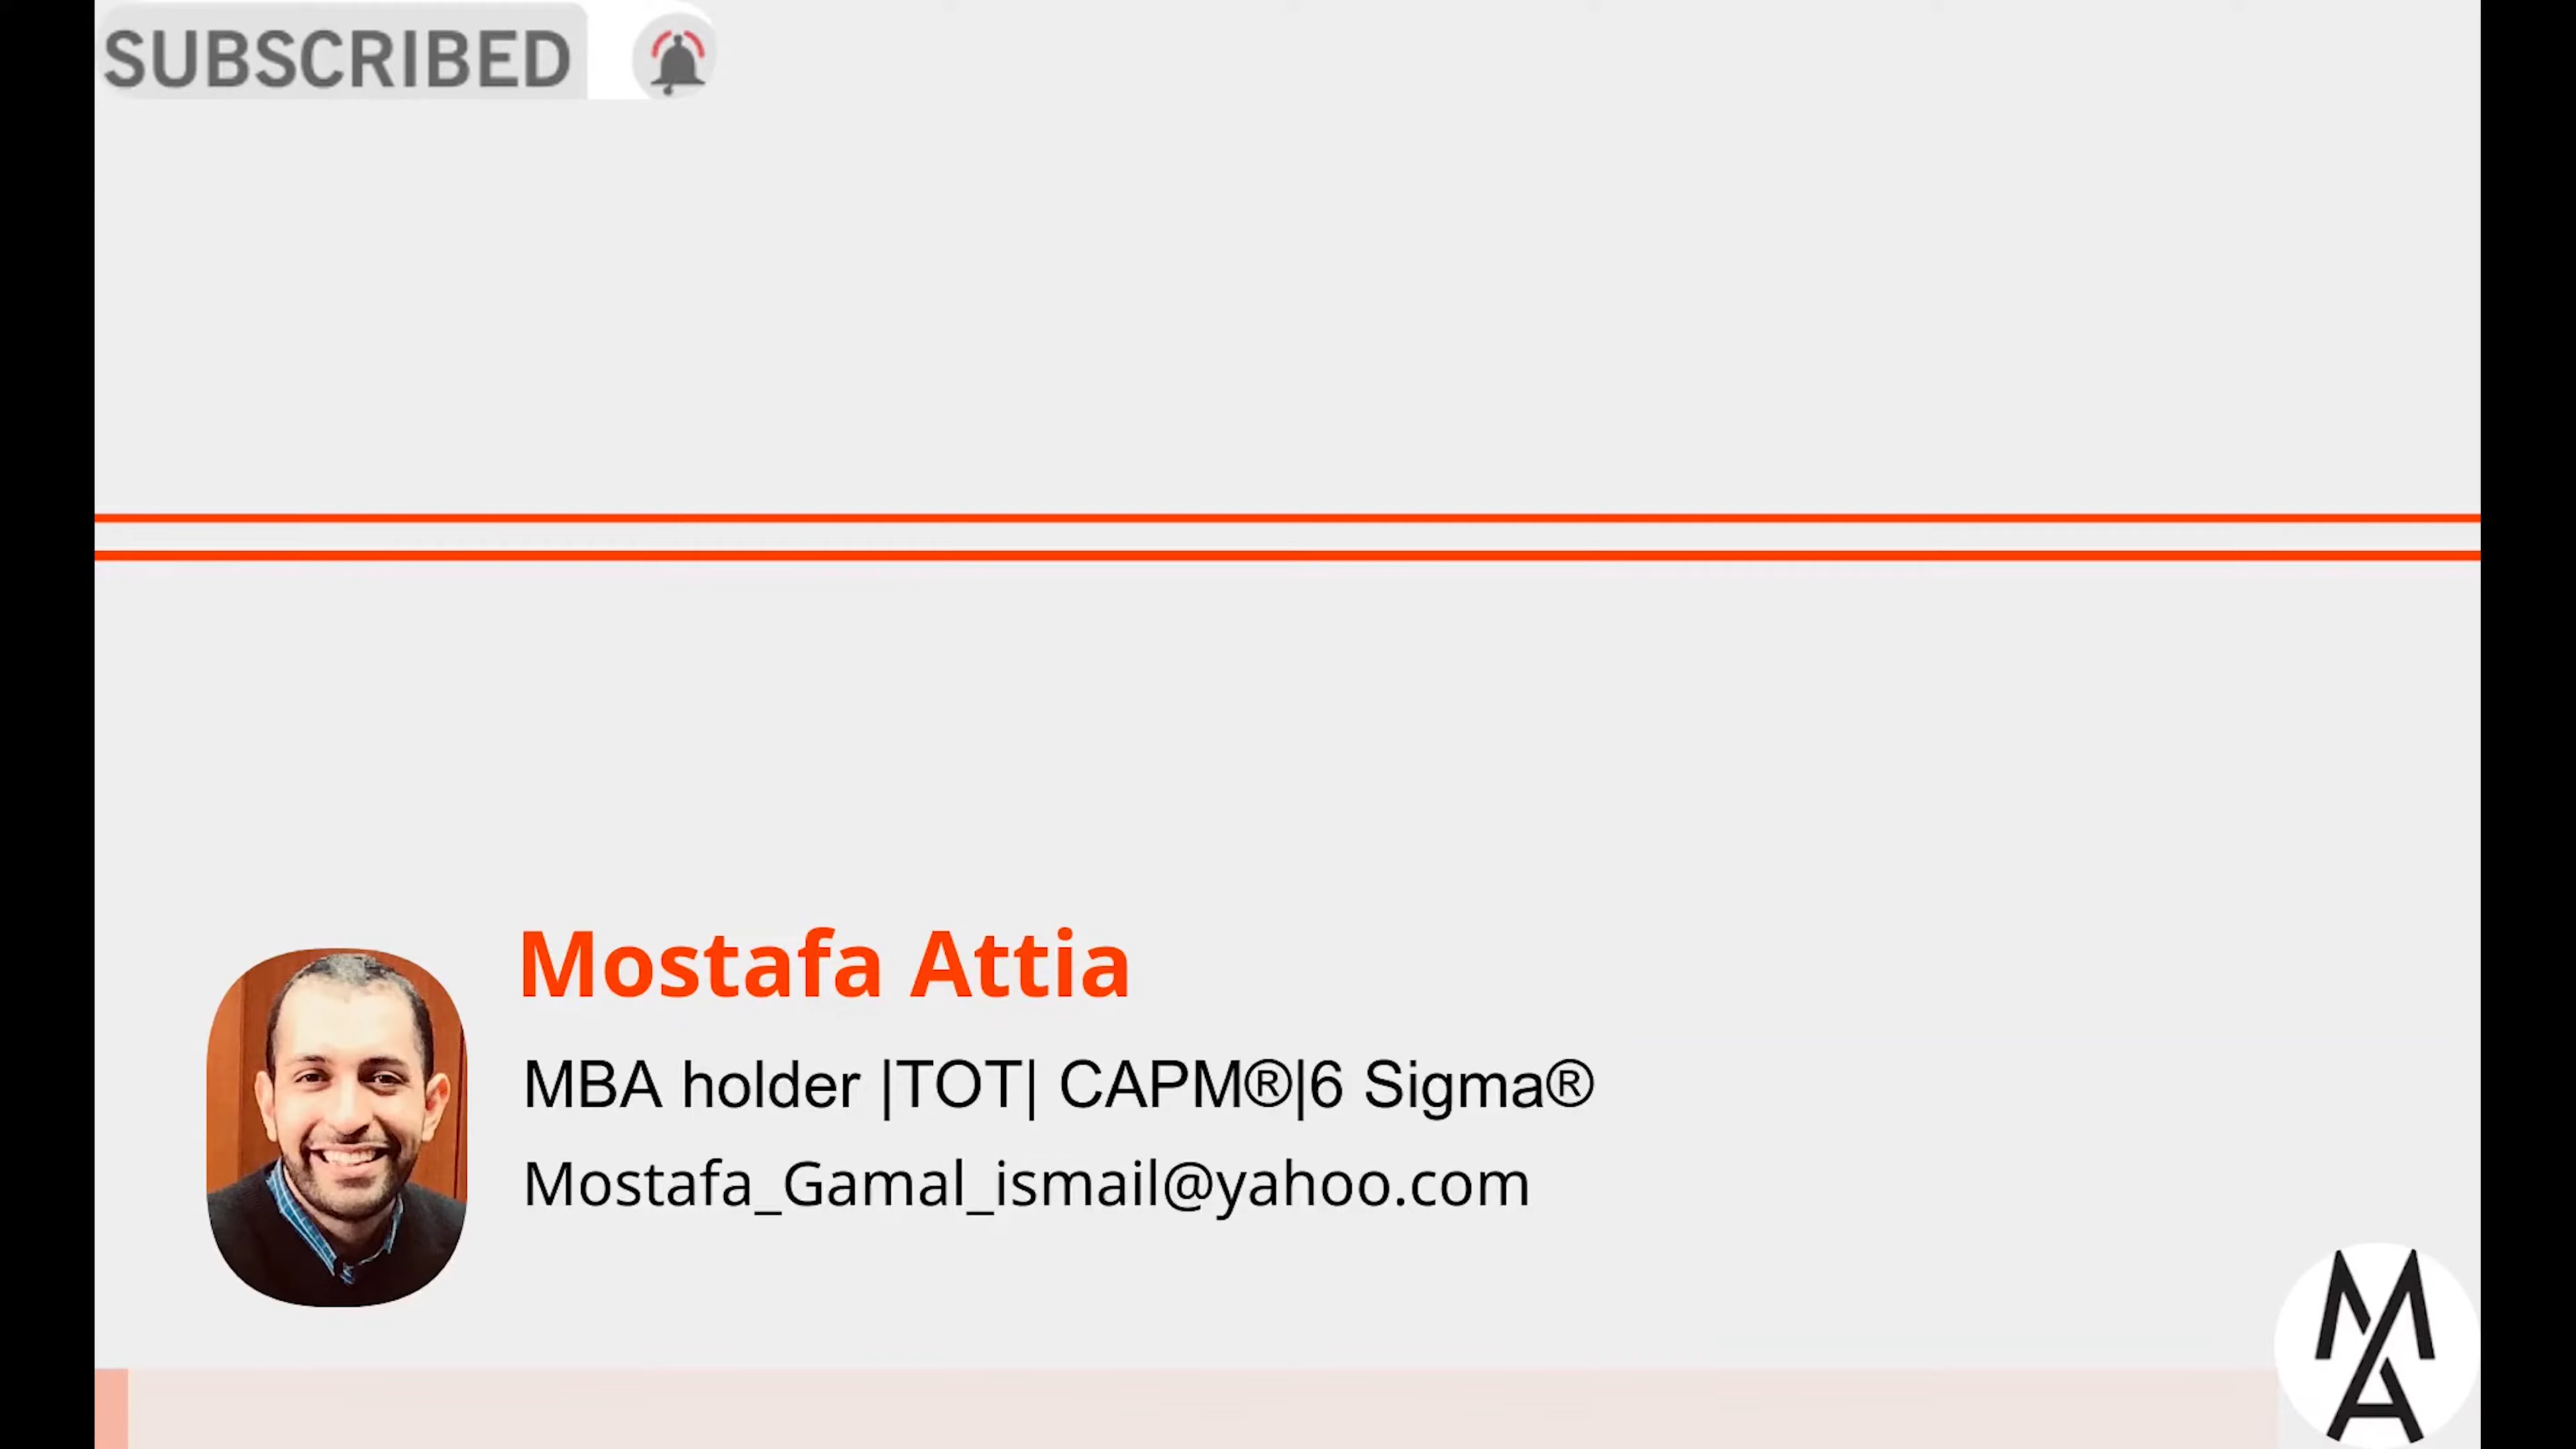 SUBSCRIBED
Mostafa Attia
MBA holder |TOT| CAPM®|6 Sigma®
Mostafa_Gamal_ismail@yahoo.com
MA